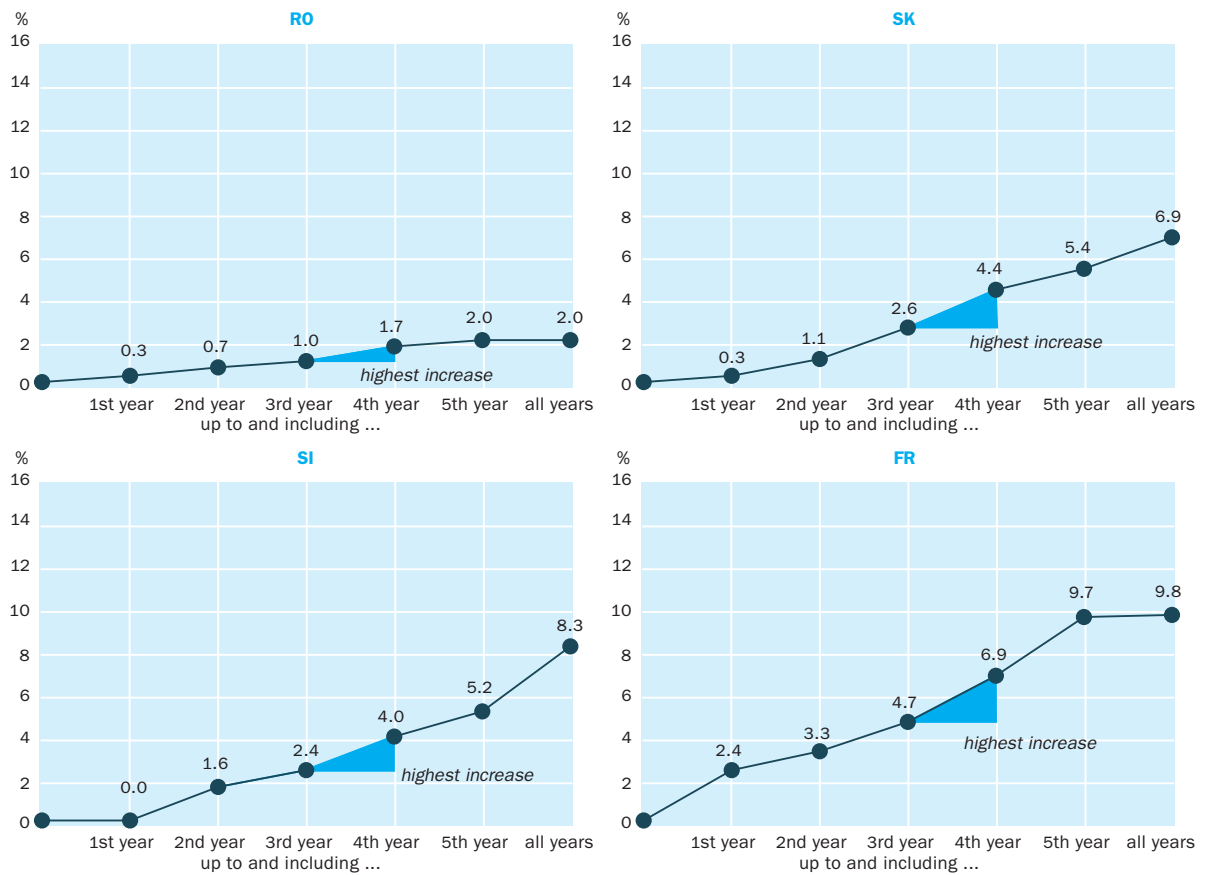 % RO
16
14
12
10
8
6
4
2
0
0.3 0.7 1.0 1.7 2.0 2.0
highest increase
1st year 2nd year 3rd year 4th year 5th year all years
up to and including ...
% SK
16
14
12
10
8
6
4
2
0
0.3 1.1 2.6 4.4 5.4 6.9
highest increase
1st year 2nd year 3rd year 4th year 5th year all years
up to and including ...
% SI
16
14
12
10
8
6
4
2
0
0.0 1.6 2.4 4.0 5.2 8.3
highest increase
1st year 2nd year 3rd year 4th year 5th year all years
up to and including ...
% FR
16
14
12
10
8
6
4
2
0
2.4 3.3 4.7 6.9 9.7 9.8
highest increase
1st year 2nd year 3rd year 4th year 5th year all years
up to and including ...